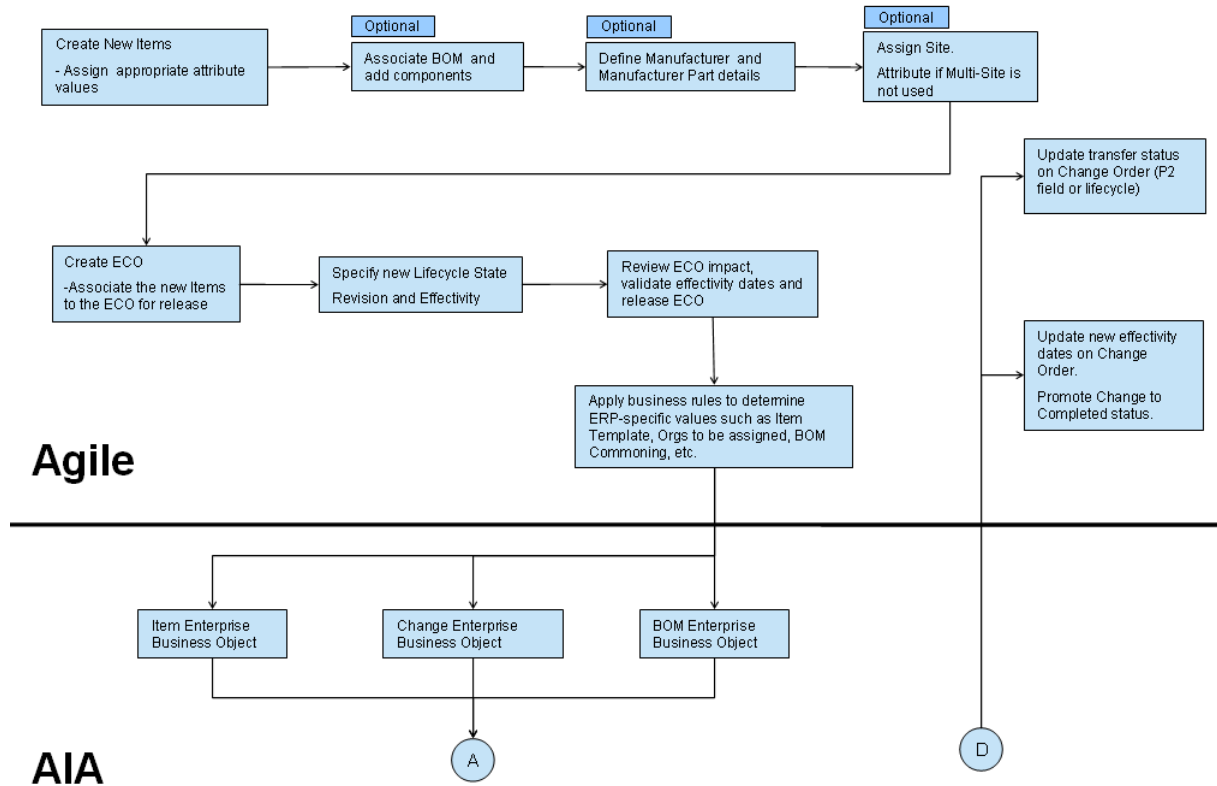 Create New Items
- Assign appropriate attribute
values
Optional
Associate BOM and
add components
Optional
Define Manufacturer and
Manufacturer Part details
Optional
Assign Site.
Attribute if Multi-Site is
not used
Update transfer status
on Change Order (P2
field or lifecycle)
Create ECO
-Associate the new Items
to the ECO for release
Specify new Lifecycle State
Revision and Effectivity
Review ECO impact,
validate effectivity dates and
release ECO
Update new effectivity
dates on Change
Order.
Promote Change to
Completed status.
Apply business rules to determine
ERP-specific values such as Item
Template, Orgs to be assigned, BOM
Commoning, etc.
Agile
Item Enterprise
Business Object
Change Enterprise
Business Object
BOM Enterprise
Business Object
A
D
AIA